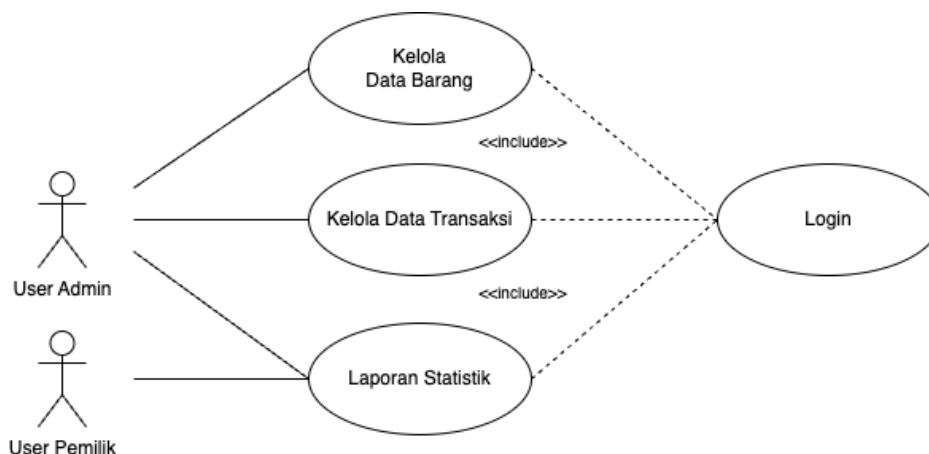 Kelola
Data Barang
<<include>>
Kelola Data Transaksi
Login
User Admin
<<include>>
Laporan Statistik
User Pemilik